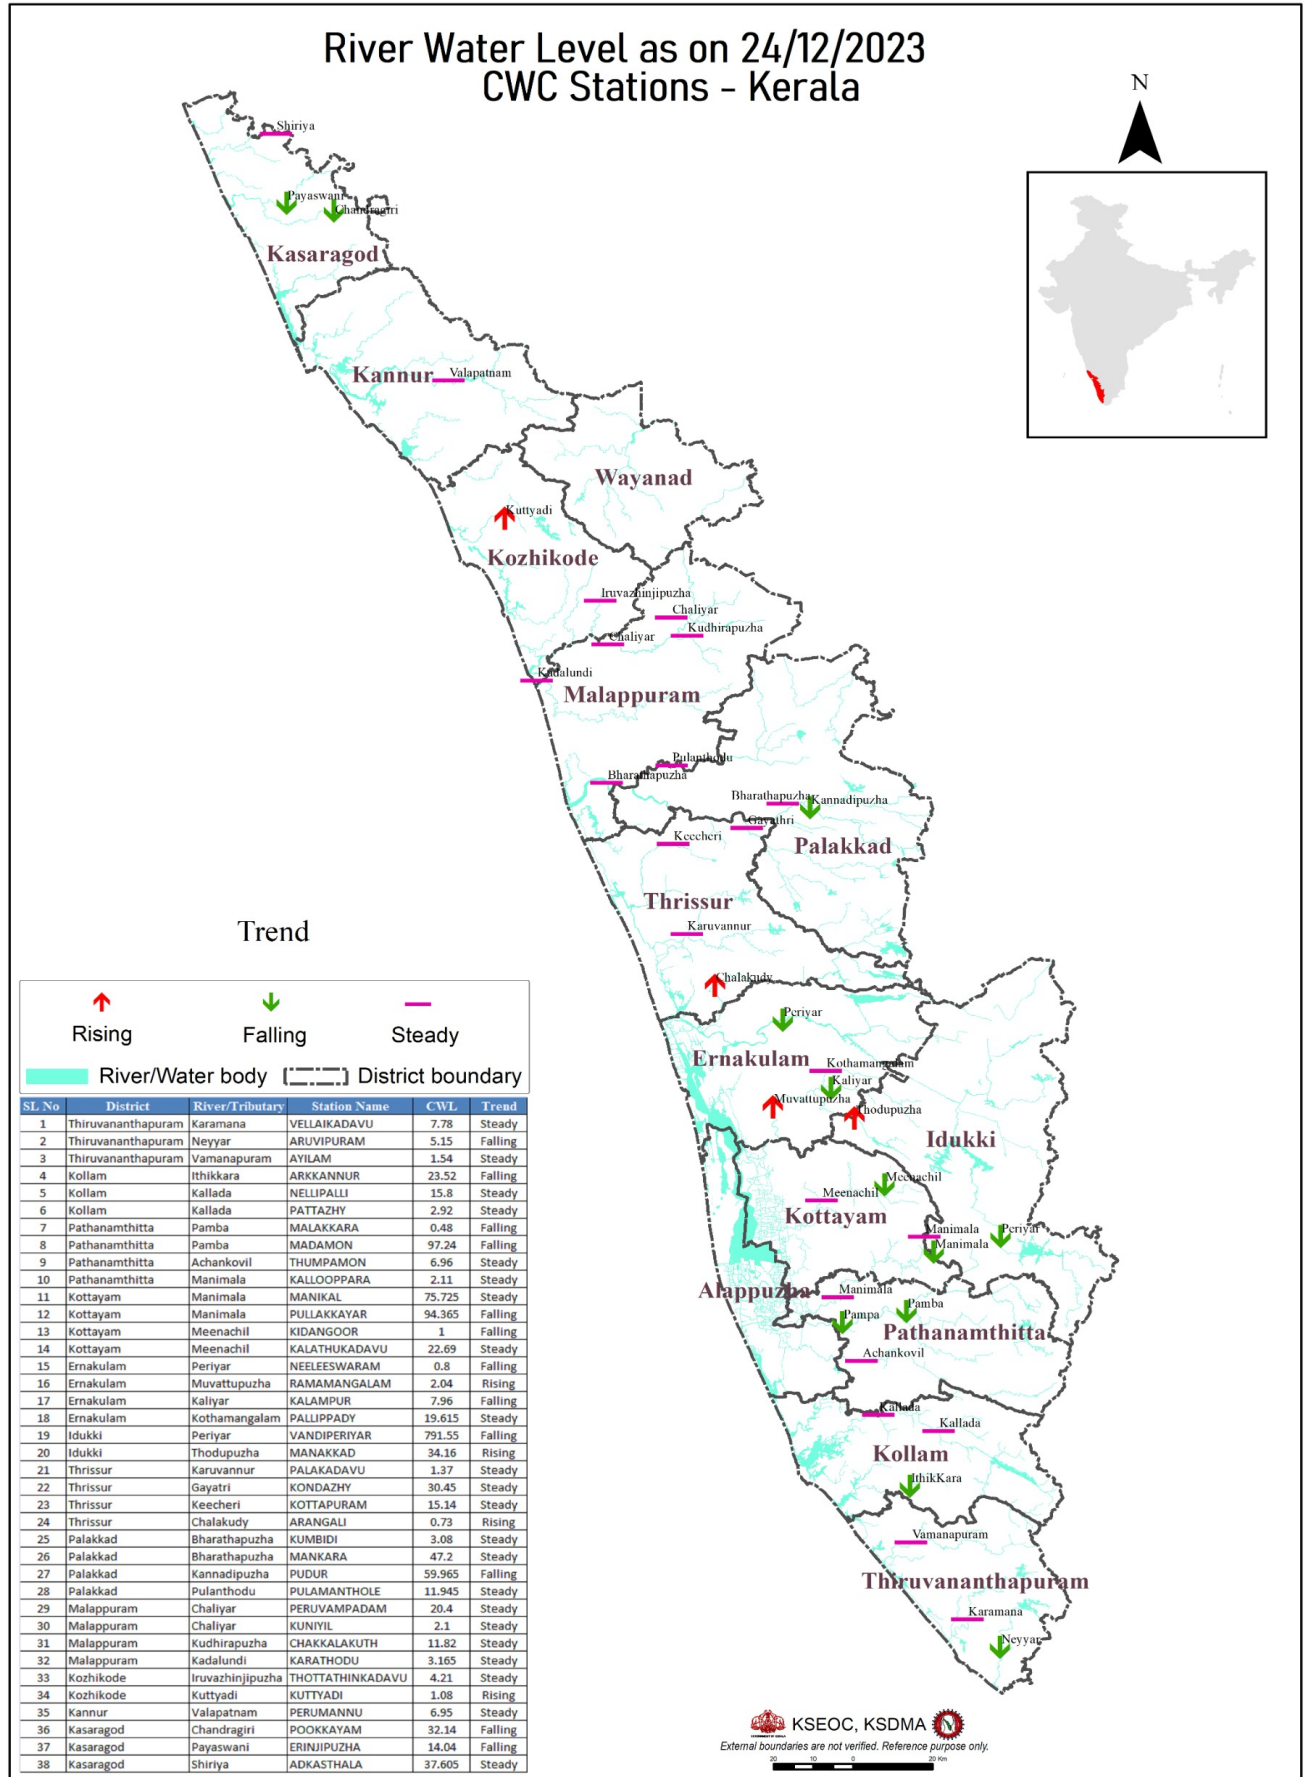 River Water Level as on 24/12/2023
CWC Stations - Kerala
N
Shiriya
Payaswani
Chandragiri
Kasaragod
Kannur
Valapatnam
Wayanad
Kuttyadi
Kozhikode
Iruvazhinjipuzha
Chaliyar
Kudhirapuzha
Chaliyar
Kadalundi
Malappuram
Pulanthodu
Bharathapuzha
Bharathapuzha
Kannadipuzha
Gayathri
Keecheri
Palakkad
Thrissur
Karuvannur
Chalakudy
Periyar
Ernakulam
Kothamangalam
Kaliyar
Muvattupuzha
Thodupuzha
Idukki
Meenachil
Meenachil
Kottayam
Manimala
Periyar
Manimala
Alappuzha
Manimala
Pamba
Pampa
Pathanamthitta
Achankovil
Kallada
Kallada
Kollam
IthikKara
Vamanapuram
Thiruvananthapuram
Karamana
Neyyar
Trend
Rising Falling Steady
River/Water body District boundary
SL No District River/Tributary Station Name CWL Trend
1 Thiruvananthapuram Karamana VELLAIKADAVU 7.78 Steady
2 Thiruvananthapuram Neyyar ARUVIPURAM 5.15 Falling
3 Thiruvananthapuram Vamanapuram AYILAM 1.54 Steady
4 Kollam Ithikkara ARKKANNUR 23.52 Falling
5 Kollam Kallada NELLIPALLI 15.8 Steady
6 Kollam Kallada PATTAZHY 2.92 Steady
7 Pathanamthitta Pamba MALAKKARA 0.48 Falling
8 Pathanamthitta Pamba MADAMON 97.24 Falling
9 Pathanamthitta Achankovil THUMPAMON 6.96 Steady
10 Pathanamthitta Manimala KALLOOPPARA 2.11 Steady
11 Kottayam Manimala MANIKAL 75.725 Steady
12 Kottayam Manimala PULLAKKAYAR 94.365 Falling
13 Kottayam Meenachil KIDANGOOR 1 Falling
14 Kottayam Meenachil KALATHUKADAVU 22.69 Steady
15 Ernakulam Periyar NEELEESWARAM 0.8 Falling
16 Ernakulam Muvattupuzha RAMAMANGALAM 2.04 Rising
17 Ernakulam Kaliyar KALAMPUR 7.96 Falling
18 Ernakulam Kothamangalam PALLIPPADY 19.615 Steady
19 Idukki Periyar VANDIPERIYAR 791.55 Falling
20 Idukki Thodupuzha MANAKKAD 34.16 Rising
21 Thrissur Karuvannur PALAKADAVU 1.37 Steady
22 Thrissur Gayatri KONDAZHY 30.45 Steady
23 Thrissur Keecheri KOTTAPURAM 15.14 Steady
24 Thrissur Chalakudy ARANGALI 0.73 Rising
25 Palakkad Bharathapuzha KUMBIDI 3.08 Steady
26 Palakkad Bharathapuzha MANKARA 47.2 Steady
27 Palakkad Kannadipuzha PUDUR 59.965 Falling
28 Palakkad Pulanthodu PULAMANTHOLE 11.945 Steady
29 Malappuram Chaliyar PERUVAMPADAM 20.4 Steady
30 Malappuram Chaliyar KUNIYIL 2.1 Steady
31 Malappuram Kudhirapuzha CHAKKALAKUTH 11.82 Steady
32 Malappuram Kadalundi KARATHODU 3.165 Steady
33 Kozhikode Iruvazhinjipuzha THOTTATHINKADAVU 4.21 Steady
34 Kozhikode Kuttyadi KUTTYADI 1.08 Rising
35 Kannur Valapatnam PERUMANNU 6.95 Steady
36 Kasaragod Chandragiri POOKKAYAM 32.14 Falling
37 Kasaragod Payaswani ERINJIPUZHA 14.04 Falling
38 Kasaragod Shiriya ADKASTHALA 37.605 Steady
KSEOC, KSDMA
External boundaries are not verified. Reference purpose only.
20 10 0 20 Km